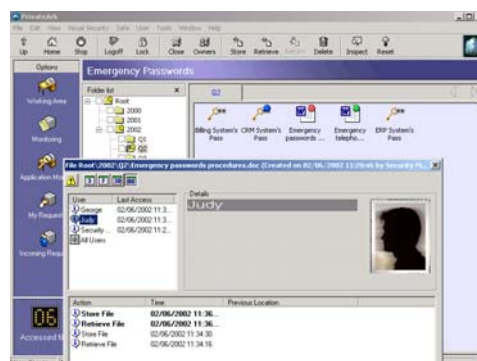 PrivateArk
File Edit View Visual Security Safe User Tools Window Help
Up Home Stop Logoff Lock Close Owners Store Retrieve Delete Inspect Reset
Options
Emergency Passwords
Working Area
Monitoring
My Request
Folder list x
Root
2000
2001
2002
Q1
Q2
Q2
Billing System's Pass
CRM System's Pass
Emergency passwords ...
Emergency telepho...
ERP System's Pass
File Root\2002\Q2\Emergency passwords procedures.doc (Created on 02/06/2002 11:28:46 by Security M...
User Last Access
George 02/06/2002 11:3...
Judy 02/06/2002 11:3...
Security ... 02/06/2002 11:2...
All Users
Details
Judy
Action Time Previous Location
Store File 02/06/2002 11:36...
Retrieve File 02/06/2002 11:36...
Store File 02/06/2002 11:34:30
Retrieve File 02/06/2002 11:34:16
06
Accessed